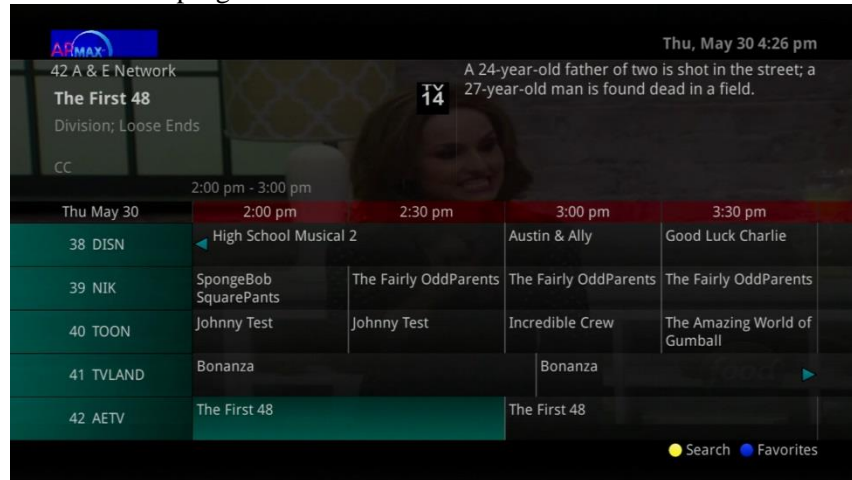 APMAX
Thu, May 30 4:26 pm
42 A & E Network
The First 48
Division; Loose Ends
CC
TV
14
A 24-year-old father of two is shot in the street; a
27-year-old man is found dead in a field.
2:00 pm - 3:00 pm
Thu May 30 2:00 pm 2:30 pm 3:00 pm 3:30 pm
38 DISN High School Musical 2 Austin & Ally Good Luck Charlie
39 NIK SpongeBob The Fairly OddParents The Fairly OddParents The Fairly OddParents
SquarePants
40 TOON Johnny Test Johnny Test Incredible Crew The Amazing World of
Gumball
41 TVLAND Bonanza Bonanza
42 AETV The First 48 The First 48
Search Favorites